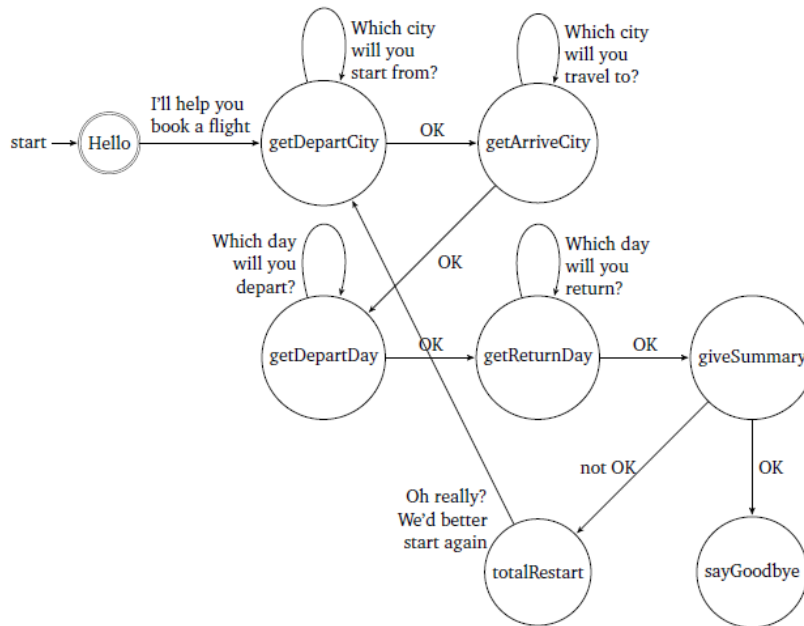 Which city
will you
start from?
Which city
will you
travel to?
I'll help you
book a flight
start
Hello
getDepartCity
OK
getArriveCity
Which day
will you
depart?
OK
Which day
will you
return?
getDepartDay
OK
getReturnDay
OK
giveSummary
not OK
OK
Oh really?
We'd better
start again
totalRestart
sayGoodbye